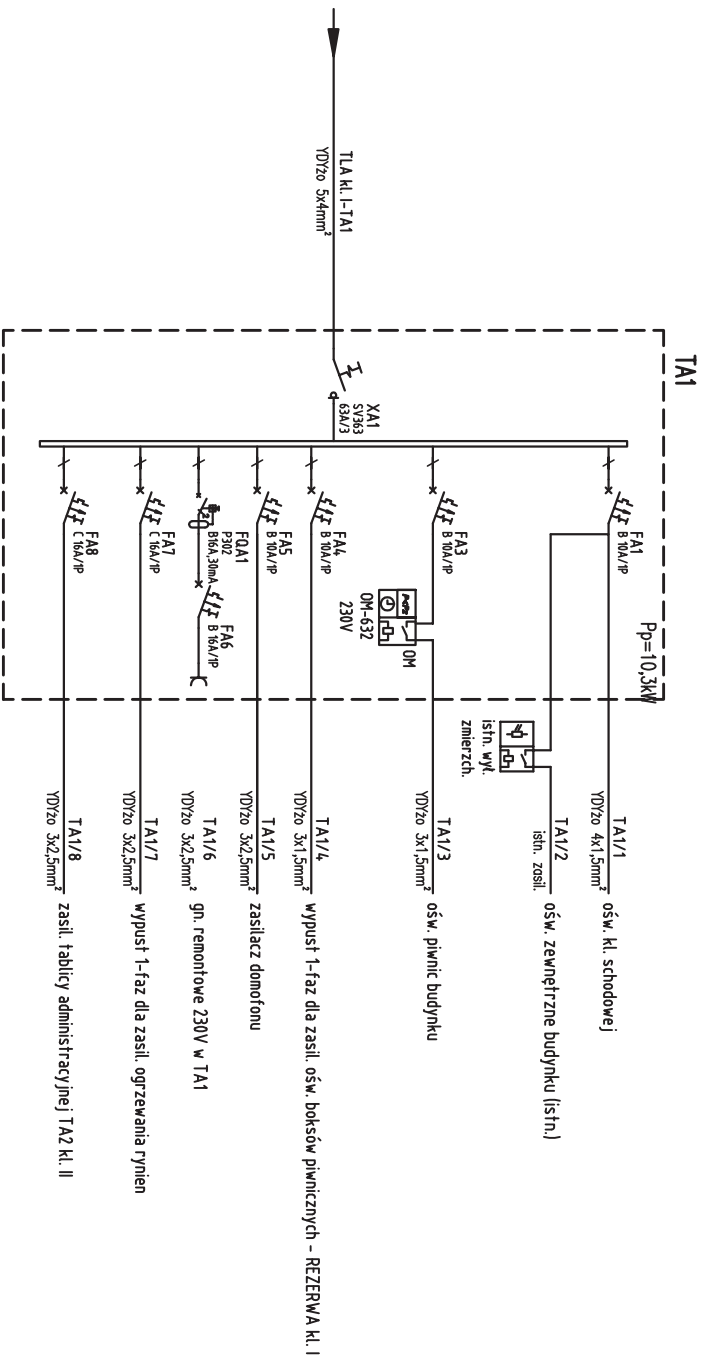 TA1
Pp=10,3kW
TLA kl. I-TA1
YDYżo 5x4mm²
XA1
SV363
63A/3
FA1
B 10A/1P
TA1/1
YDYżo 4x1,5mm²
ośw. kl. schodowej
istn. wył.
zmierzch.
TA1/2
istn. zasil.
ośw. zewnętrzne budynku (istn.)
FA3
B 10A/1P
OM
OM-632
230V
TA1/3
YDYżo 3x1,5mm²
ośw. piwnic budynku
FA4
B 10A/1P
TA1/4
YDYżo 3x1,5mm²
wypust 1-faz dla zasil. ośw. boksów piwnicznych - REZERWA kl. I
FA5
B 10A/1P
TA1/5
YDYżo 3x2,5mm²
zasilacz domofonu
FQA1
P302
B16A,30mA
FA6
B 16A/1P
TA1/6
YDYżo 3x2,5mm²
gn. remontowe 230V w TA1
FA7
C 16A/1P
TA1/7
YDYżo 3x2,5mm²
wypust 1-faz dla zasil. ogrzewania rynien
FA8
C 16A/1P
TA1/8
YDYżo 3x2,5mm²
zasil. tablicy administracyjnej TA2 kl. II